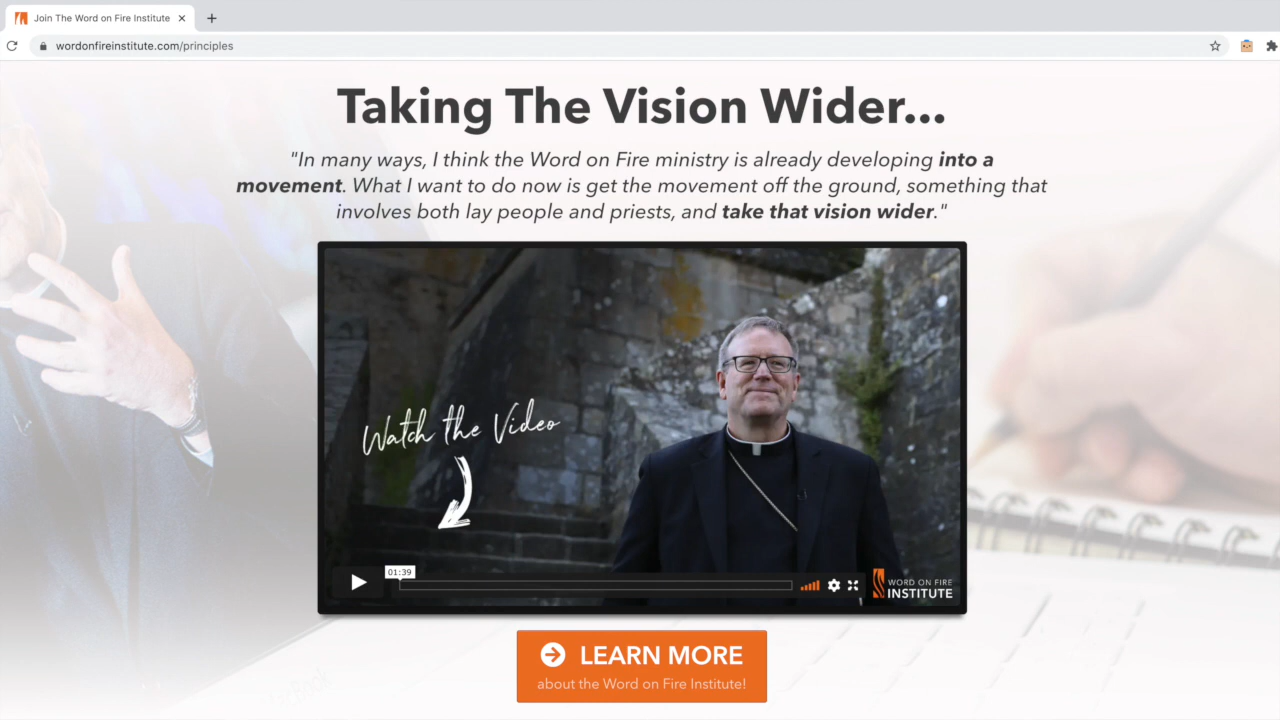 Join The Word on Fire Institute
wordonfireinstitute.com/principles
Taking The Vision Wider...
"In many ways, I think the Word on Fire ministry is already developing into a
movement. What I want to do now is get the movement off the ground, something that
involves both lay people and priests, and take that vision wider."
Watch the Video
01:39
WORD ON FIRE
INSTITUTE
LEARN MORE
about the Word on Fire Institute!